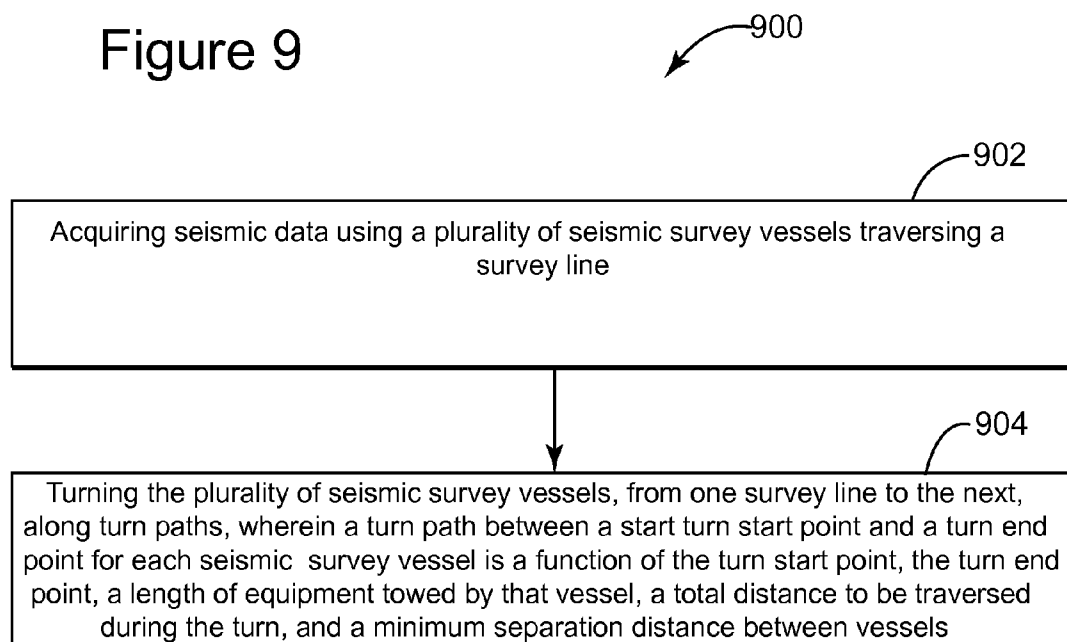 Figure 9
900
902
Acquiring seismic data using a plurality of seismic survey vessels traversing a
survey line
904
Turning the plurality of seismic survey vessels, from one survey line to the next,
along turn paths, wherein a turn path between a start turn start point and a turn end
point for each seismic survey vessel is a function of the turn start point, the turn end
point, a length of equipment towed by that vessel, a total distance to be traversed
during the turn, and a minimum separation distance between vessels